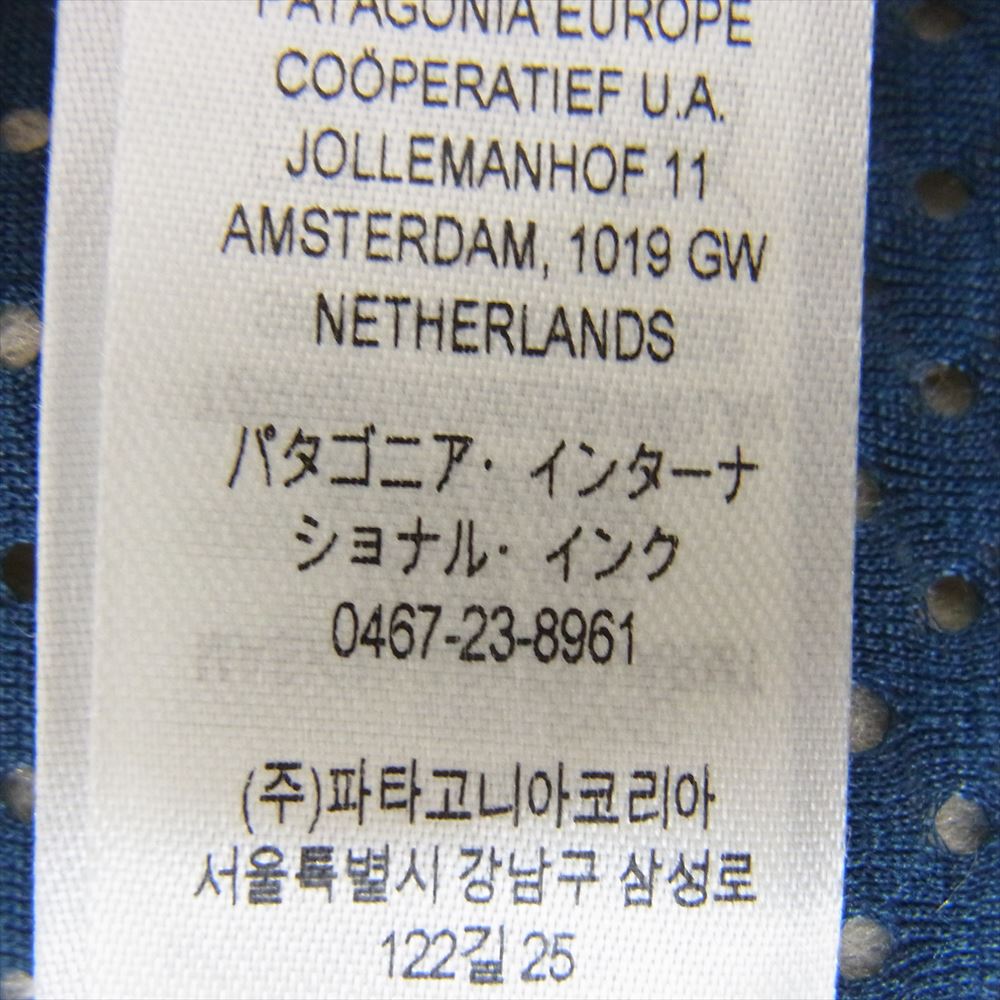 PATAGONIA EUROPE
COÖPERATIEF U.A.
JOLLEMANHOF 11
AMSTERDAM, 1019 GW
NETHERLANDS
パタゴニア・インターナ
ショナル・インク
0467-23-8961
(주)파타고니아코리아
서울특별시 강남구 삼성로
122길 25